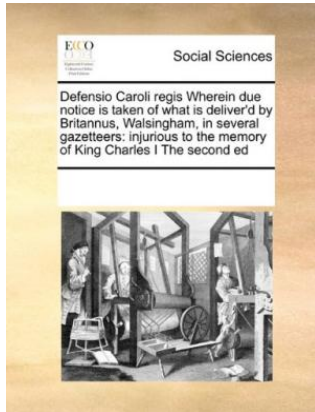 ECCO
Social Sciences
Defensio Caroli regis Wherein due
notice is taken of what is deliver'd by
Britannus, Walsingham, in several
gazetteers: injurious to the memory
of King Charles I The second ed